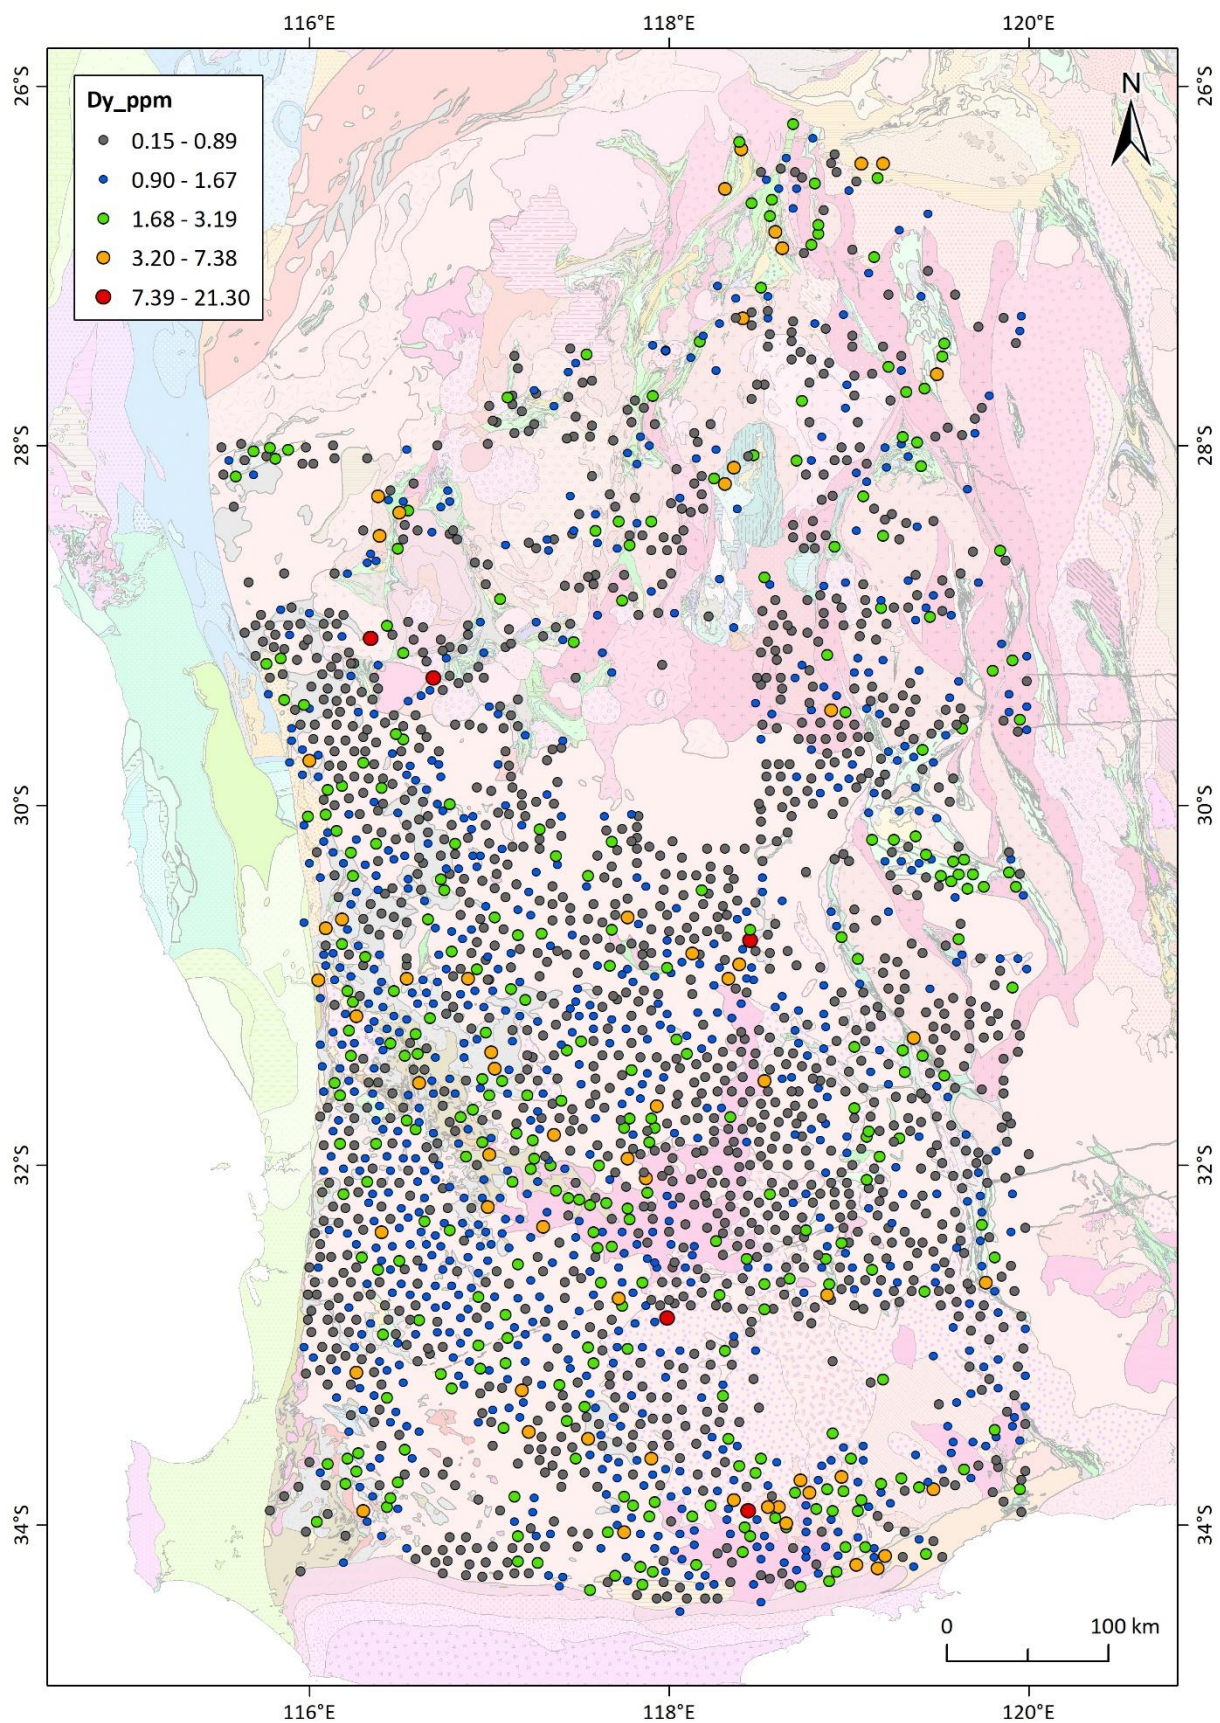 116°E 118°E 120°E
26°S 26°S
N
Dy_ppm
0.15 - 0.89
0.90 - 1.67
1.68 - 3.19
3.20 - 7.38
7.39 - 21.30
28°S 28°S
30°S 30°S
32°S 32°S
34°S 34°S
0 100 km
116°E 118°E 120°E